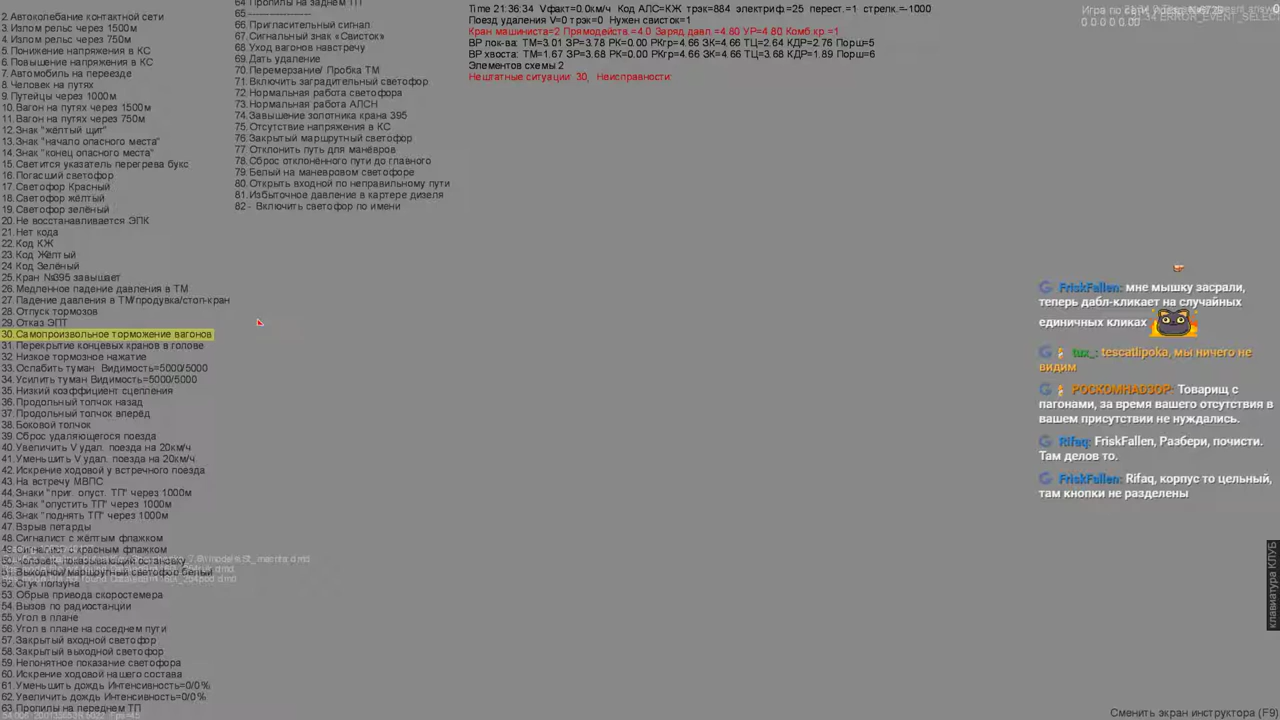 2.Автоколебание контактной сети
3. Излом рельс через 1500м
4. Излом рельс через 750м
5. Понижение напряжения в КС
6. Повышение напряжения в КС
7. Автомобиль на переезде
8. Человек на путях
9. Путейцы через 1000м
10. Вагон на путях через 1500м
11. Вагон на путях через 750м
12. Знак "жёлтый щит"
13. Знак "начало опасного места"
14. Знак "конец опасного места"
15. Светится указатель перегрева букс
16. Погасший светофор
17. Светофор Красный
18. Светофор жёлтый
19. Светофор зелёный
20. Не восстанавливается ЭПК
21. Нет кода
22. Код КЖ
23. Код Жёлтый
24. Код Зелёный
25. Кран №395 завышает
26. Медленное падение давления в ТМ
27. Падение давления в ТМ/продувка/стоп-кран
28. Отпуск тормозов
29. Отказ ЭПТ
30. Самопроизвольное торможение вагонов
31. Перекрытие концевых кранов в голове
32. Низкое тормозное нажатие
33. Ослабить туман Видимость=5000/5000
34. Усилить туман Видимость=5000/5000
35. Низкий коэффициент сцепления
36. Продольный толчок назад
37. Продольный толчок вперёд
38. Боковой толчок
39. Сброс удаляющегося поезда
40. Увеличить V удал. поезда на 20км/ч
41. Уменьшить V удал. поезда на 20км/ч
42. Искрение ходовой у встречного поезда
43. На встречу МВПС
44. Знаки "приг. опуст. ТП" через 1000м
45. Знак "опустить ТП" через 1000м
46. Знак "поднять ТП" через 1000м
47. Взрыв петарды
48. Сигналист с жёлтым флажком
49. Сигналист с красным флажком
50. Человек, показывающий остановку
51. Выходной/маршрутный светофор белый
52. Стук ползуна
53. Обрыв привода скоростемера
54. Вызов по радиостанции
55. Угол в плане
56. Угол в плане на соседнем пути
57. Закрытый входной светофор
58. Закрытый выходной светофор
59. Непонятное показание светофора
60. Искрение ходовой нашего состава
61. Уменьшить дождь Интенсивность=0/0%
62. Увеличить дождь Интенсивность=0/0%
63. Пропилы на переднем ТП
64 Пропилы на заднем ТП
65.--------------------
66. Пригласительный сигнал
67. Сигнальный знак «Свисток»
68. Уход вагонов навстречу
69. Дать удаление
70. Перемерзание/ Пробка ТМ
71. Включить заградительный светофор
72. Нормальная работа светофора
73. Нормальная работа АЛСН
74. Завышение золотника крана 395
75. Отсутствие напряжения в КС
76. Закрытый маршрутный светофор
77. Отклонить путь для манёвров
78. Сброс отклонённого пути до главного
79. Белый на маневровом светофоре
80. Открыть входной по неправильному пути
81. Избыточное давление в картере дизеля
82 - Включить светофор по имени
Time 21:36:34 Vфакт=0.0км/ч Код АЛС=КЖ трэк=884 электриф.=25 перест.=1 стрелк.=-1000
Поезд удаления V=0 трэк=0 Нужен свисток=1
Кран машиниста=2 Прямодейств.=4.0 Заряд давл.=4.80 УР=4.80 Комб.кр.=1
ВР лок-ва: ТМ=3.01 ЗР=3.78 РК=0.00 РКгр=4.66 ЗК=4.66 ТЦ=2.64 КДР=2.76 Порш=5
ВР хвоста: ТМ=1.67 ЗР=3.68 РК=0.00 РКгр=4.66 ЗК=4.66 ТЦ=3.68 КДР=1.89 Порш=6
Элементов схемы 2
Нештатные ситуации: 30, Неисправности:
FriskFallen: мне мышку засрали,
теперь дабл-кликает на случайных
единичных кликах
tux_: tescatlipoka, мы ничего не
видим
РОСКОМНАДЗОР: Товарищ с
пагонами, за время вашего отсутствия в
вашем присутствии не нуждались.
Rifaq: FriskFallen, Разбери, почисти.
Там делов то.
FriskFallen: Rifaq, корпус то цельный,
там кнопки не разделены
клавиатура КЛУБ
Сменить экран инструктора (F9)